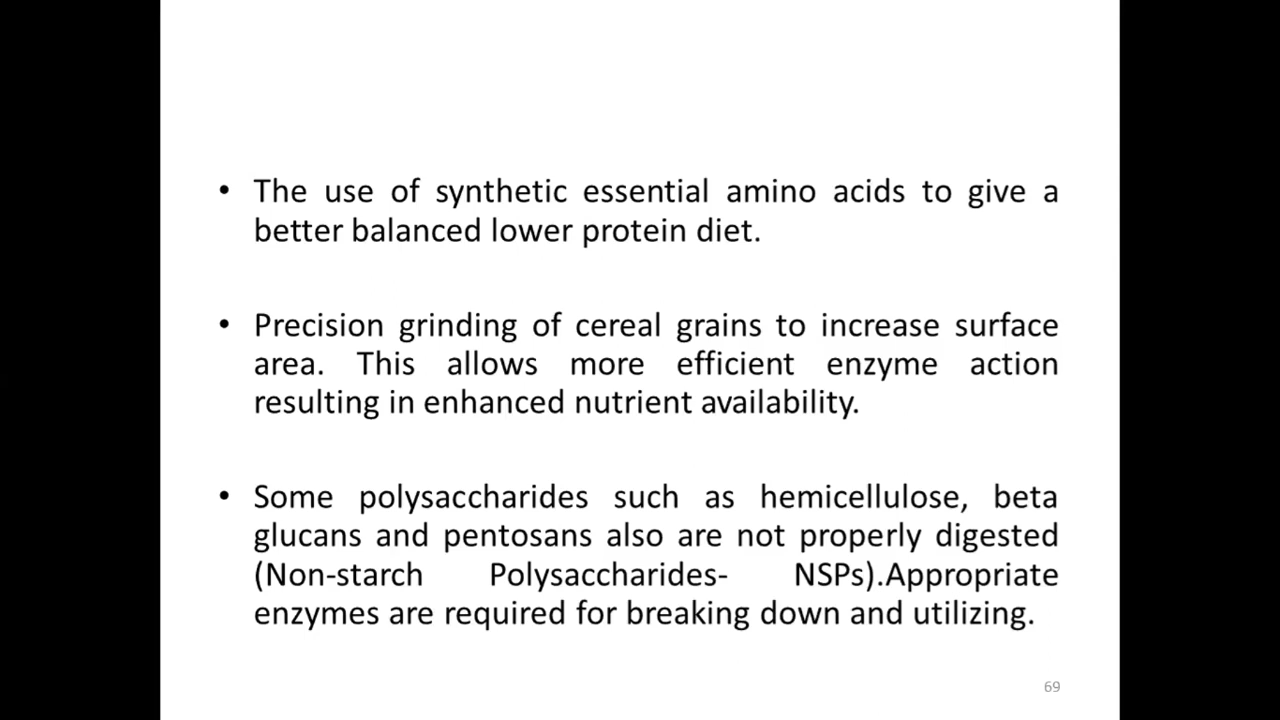 • The use of synthetic essential amino acids to give a
better balanced lower protein diet.
• Precision grinding of cereal grains to increase surface
area. This allows more efficient enzyme action
resulting in enhanced nutrient availability.
• Some polysaccharides such as hemicellulose, beta
glucans and pentosans also are not properly digested
(Non-starch Polysaccharides- NSPs).Appropriate
enzymes are required for breaking down and utilizing.
69